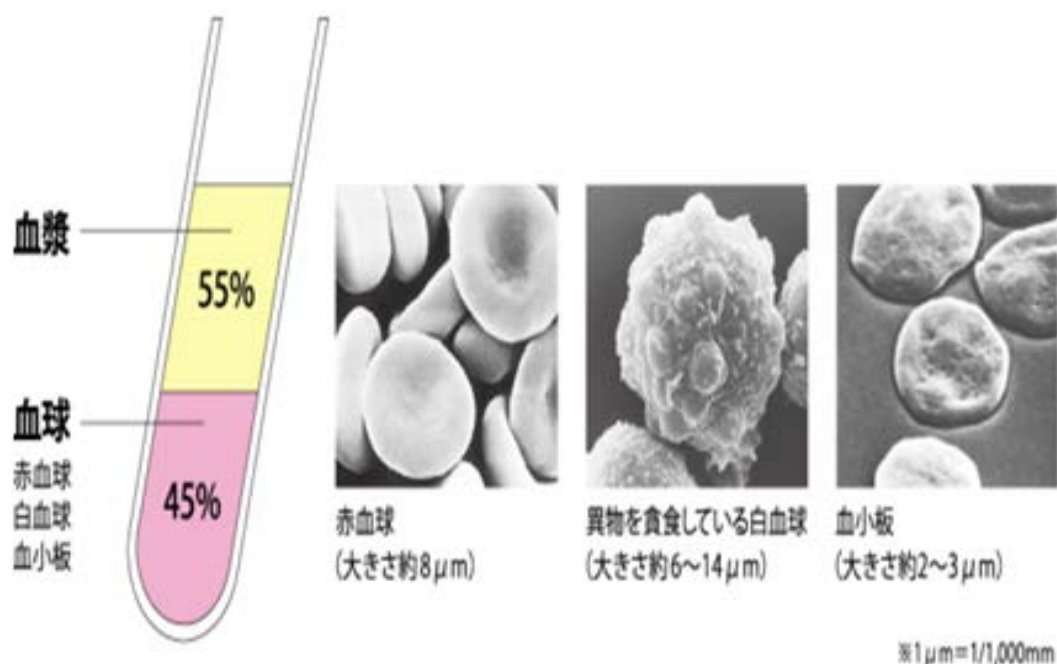 血漿
55%
血球
赤血球
白血球
血小板
45%
赤血球
(大きさ約8μm)
異物を貪食している白血球
(大きさ約6〜14μm)
血小板
(大きさ約2〜3μm)
※1μm=1/1,000mm